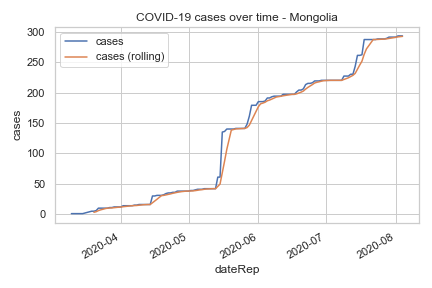 COVID-19 cases over time - Mongolia
cases
cases (rolling)
300
250
200
150
100
50
0
cases
2020-04
2020-05
2020-06
2020-07
2020-08
dateRep